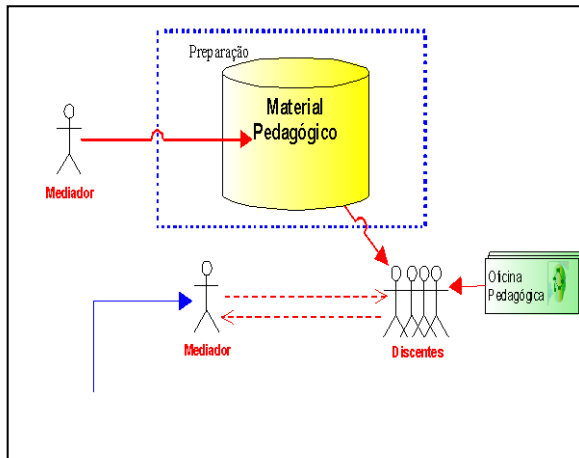 Preparação
Material
Pedagógico
Mediador
Oficina
Pedagógica
Mediador
Discentes